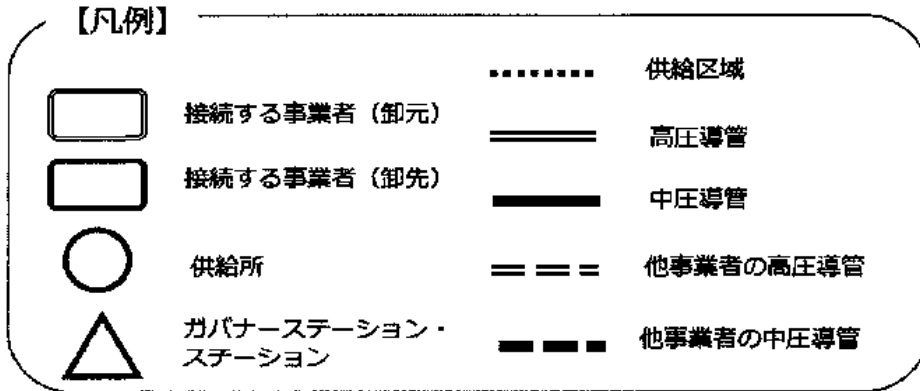 【凡例】
接続する事業者（卸元）
接続する事業者（卸先）
供給所
ガバナーステーション・
ステーション
供給区域
高圧導管
中圧導管
他事業者の高圧導管
他事業者の中圧導管